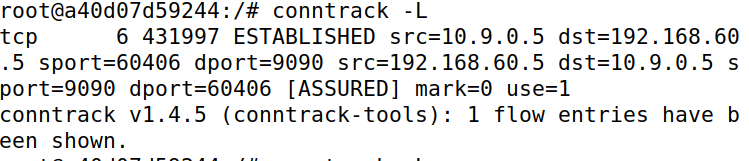 root@a40d07d59244:/# conntrack -L
tcp      6 431997 ESTABLISHED src=10.9.0.5 dst=192.168.60
.5 sport=60406 dport=9090 src=192.168.60.5 dst=10.9.0.5 s
port=9090 dport=60406 [ASSURED] mark=0 use=1
conntrack v1.4.5 (conntrack-tools): 1 flow entries have b
een shown.